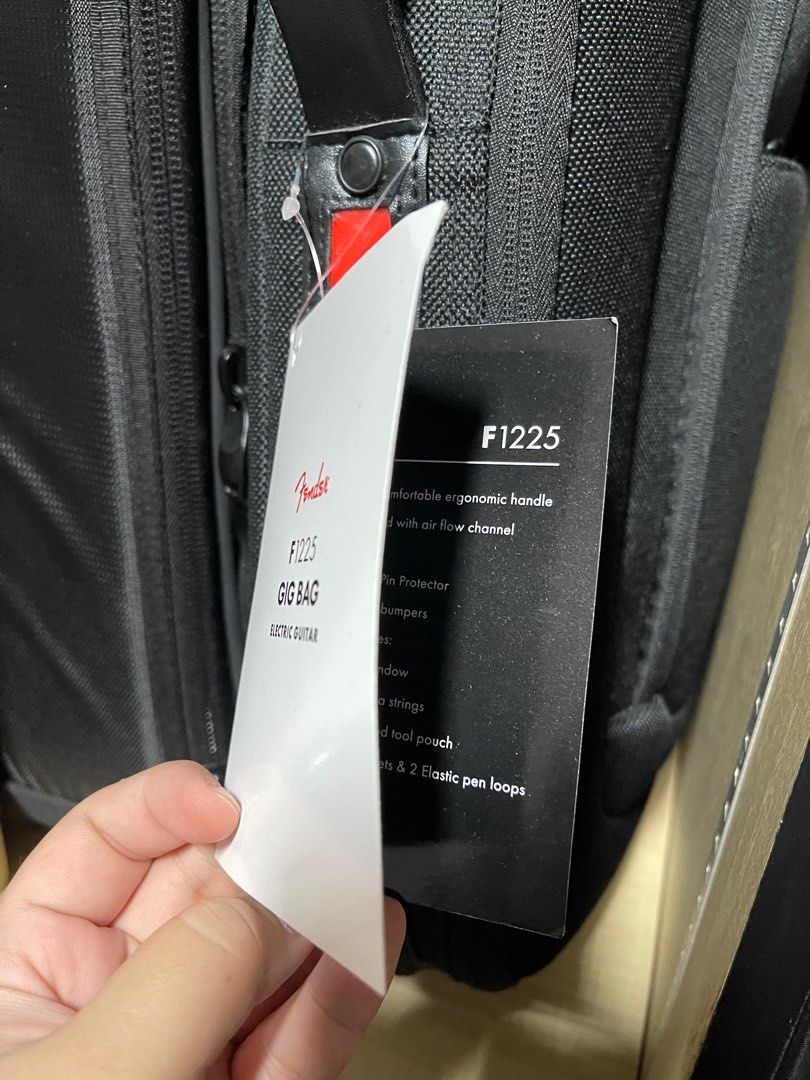 Fender
F1225
GIG BAG
ELECTRIC GUITAR
F1225
mfortable ergonomic handle
d with air flow channel
Pin Protector
bumpers
es:
ndow
a strings
ed tool pouch
ets & 2 Elastic pen loops